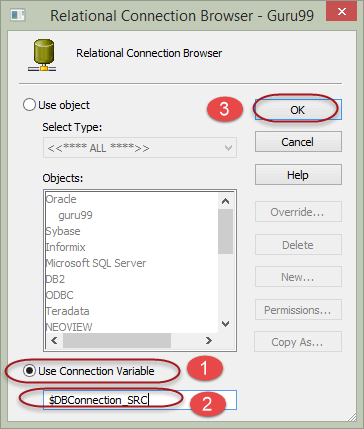 Relational Connection Browser - Guru99
Relational Connection Browser
Use object
3
OK
Select Type:
<<**** ALL ****>>
Cancel
Objects:
Help
Oracle
guru99
Sybase
Informix
Microsoft SQL Server
DB2
ODBC
Teradata
NEOVIEW
Override...
Delete
New...
Permissions...
Copy As...
Use Connection Variable
1
$DBConnection_SRC
2